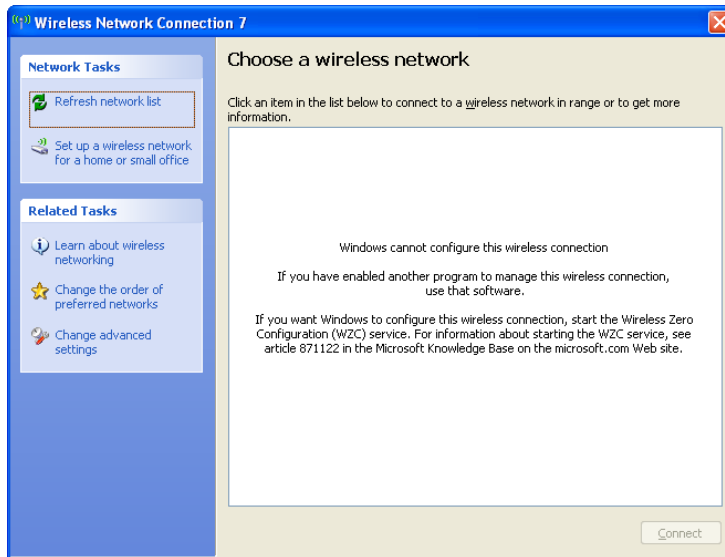 Wireless Network Connection 7
Network Tasks
Refresh network list
Set up a wireless network
for a home or small office
Related Tasks
Learn about wireless
networking
Change the order of
preferred networks
Change advanced
settings
Choose a wireless network
Click an item in the list below to connect to a wireless network in range or to get more
information.
Windows cannot configure this wireless connection
If you have enabled another program to manage this wireless connection,
use that software.
If you want Windows to configure this wireless connection, start the Wireless Zero
Configuration (WZC) service. For information about starting the WZC service, see
article 871122 in the Microsoft Knowledge Base on the microsoft.com Web site.
Connect